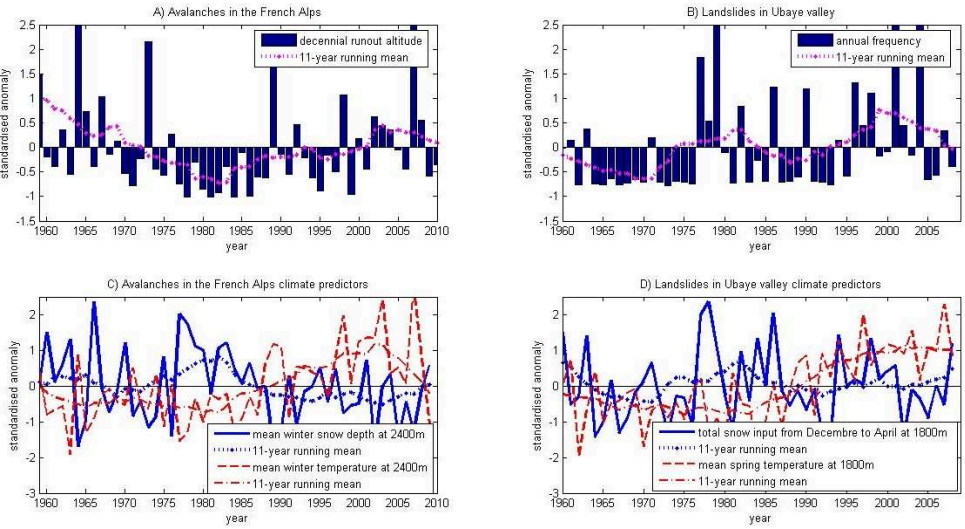 A) Avalanches in the French Alps
2.5
2
1.5
1
0.5
0
-0.5
-1
-1.5
standardised anomaly
decennial runout altitude
11-year running mean
1960 1965 1970 1975 1980 1985 1990 1995 2000 2005 2010
year
B) Landslides in Ubaye valley
2.5
2
1.5
1
0.5
0
-0.5
-1
-1.5
standardised anomaly
annual frequency
11-year running mean
1960 1965 1970 1975 1980 1985 1990 1995 2000 2005
year
C) Avalanches in the French Alps climate predictors
2
1
0
-1
-2
-3
standardised anomaly
mean winter snow depth at 2400m
11-year running mean
mean winter temperature at 2400m
11-year running mean
1960 1965 1970 1975 1980 1985 1990 1995 2000 2005
year
D) Landslides in Ubaye valley climate predictors
2
1
0
-1
-2
-3
standardised anomaly
total snow input from Decembre to April at 1800m
11-year running mean
mean spring temperature at 1800m
11-year running mean
1960 1965 1970 1975 1980 1985 1990 1995 2000 2005
year